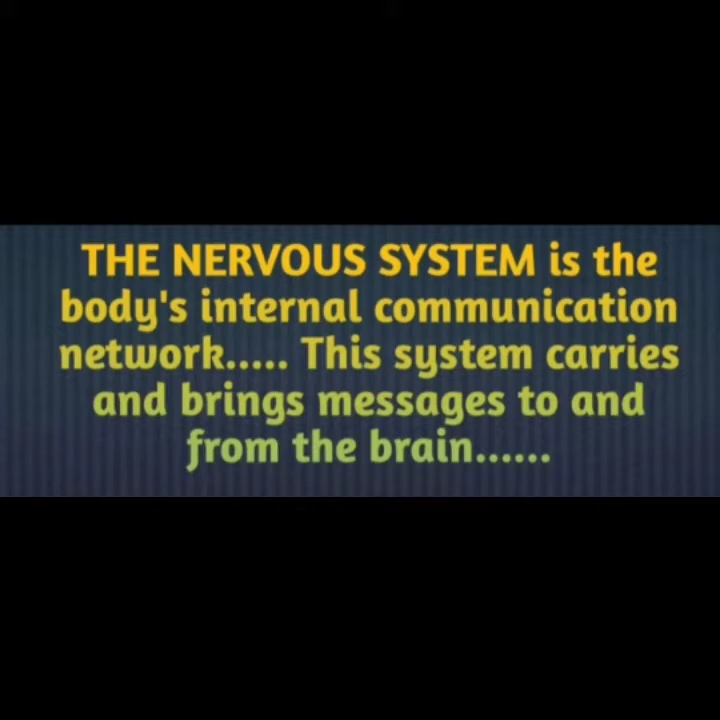 THE NERVOUS SYSTEM is the
body's internal communication
network..... This system carries
and brings messages to and
from the brain......